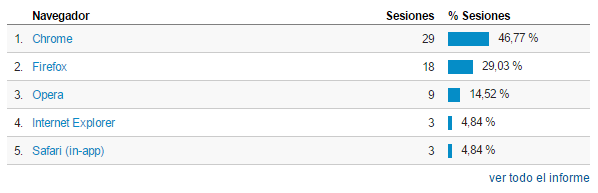 Navegador Sesiones % Sesiones
1. Chrome 29 46,77 %
2. Firefox 18 29,03 %
3. Opera 9 14,52 %
4. Internet Explorer 3 4,84 %
5. Safari (in-app) 3 4,84 %
ver todo el informe